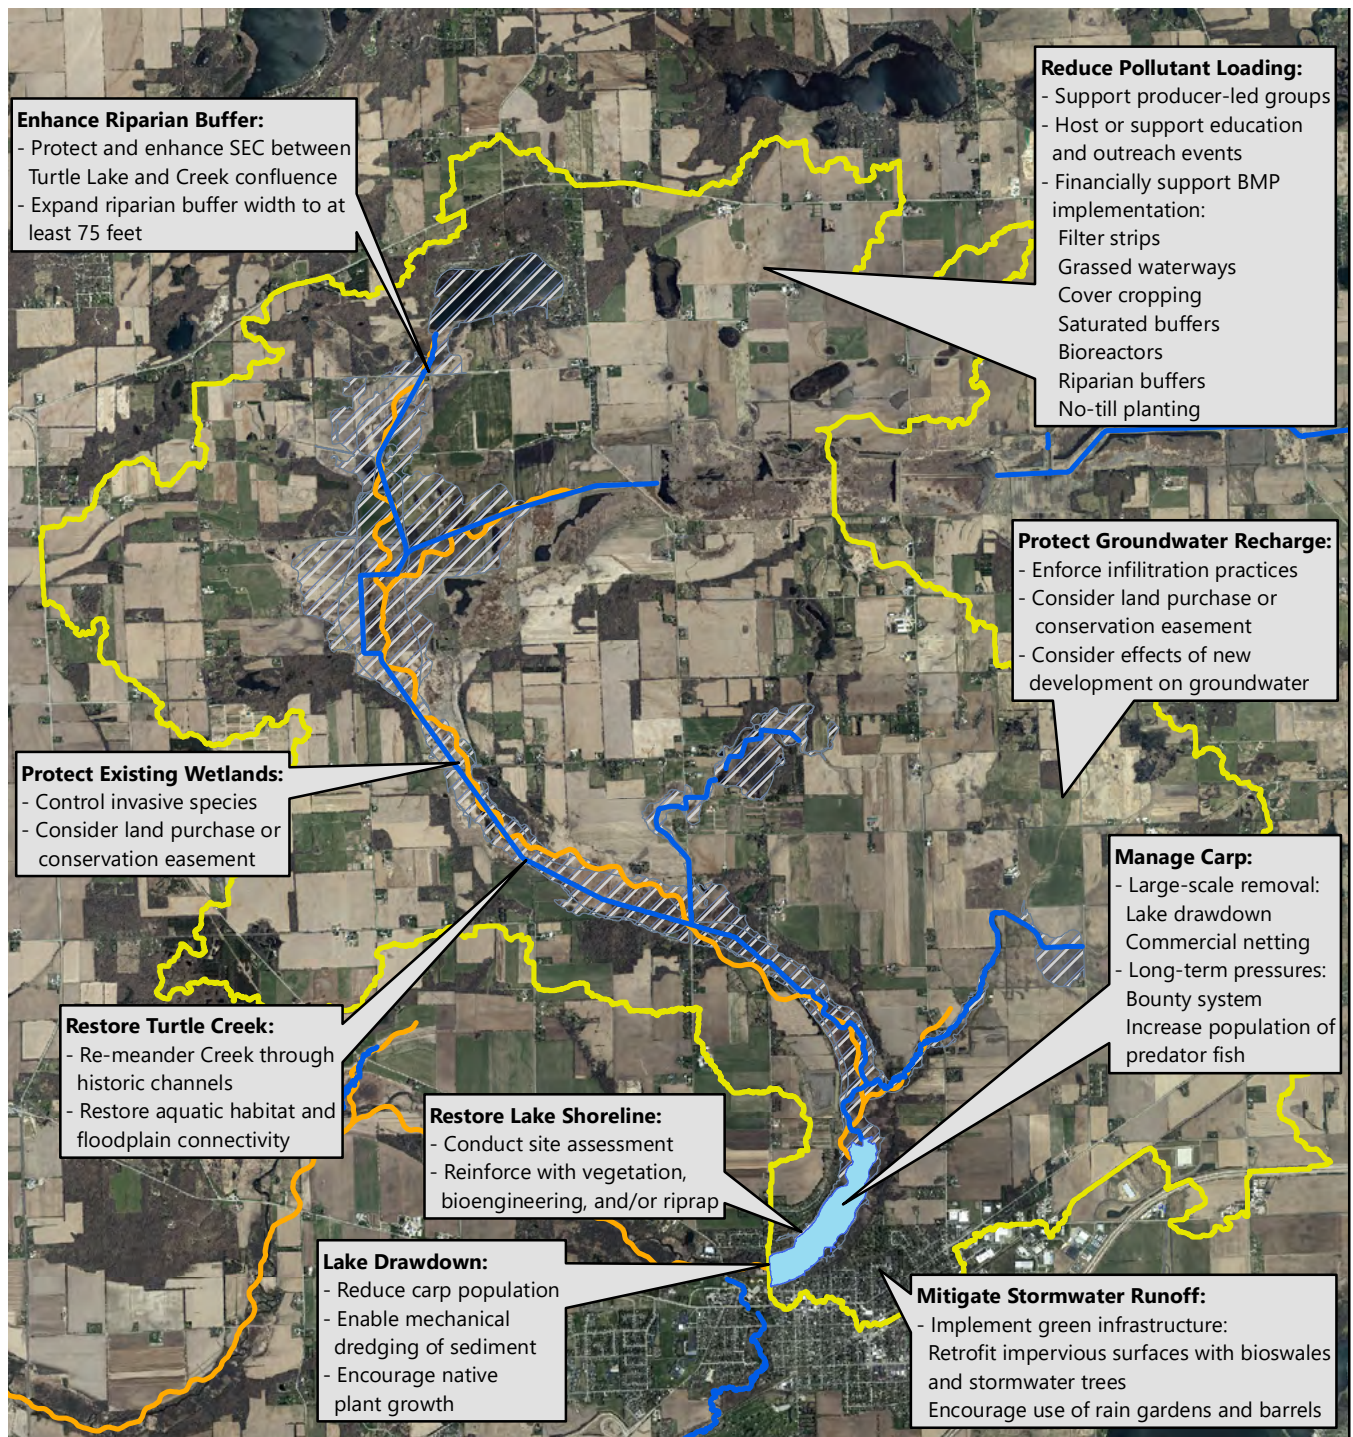 Reduce Pollutant Loading:
- Support producer-led groups
- Host or support education
and outreach events
- Financially support BMP
implementation:
Filter strips
Grassed waterways
Cover cropping
Saturated buffers
Bioreactors
Riparian buffers
No-till planting
Enhance Riparian Buffer:
- Protect and enhance SEC between
Turtle Lake and Creek confluence
- Expand riparian buffer width to at
least 75 feet
Protect Groundwater Recharge:
- Enforce infilitration practices
- Consider land purchase or
conservation easement
- Consider effects of new
development on groundwater
Protect Existing Wetlands:
- Control invasive species
- Consider land purchase or
conservation easement
Manage Carp:
- Large-scale removal:
Lake drawdown
Commercial netting
- Long-term pressures:
Bounty system
Increase population of
predator fish
Restore Turtle Creek:
- Re-meander Creek through
historic channels
- Restore aquatic habitat and
floodplain connectivity
Restore Lake Shoreline:
- Conduct site assessment
- Reinforce with vegetation,
bioengineering, and/or riprap
Lake Drawdown:
- Reduce carp population
- Enable mechanical
dredging of sediment
- Encourage native
plant growth
Mitigate Stormwater Runoff:
- Implement green infrastructure:
Retrofit impervious surfaces with bioswales
and stormwater trees
Encourage use of rain gardens and barrels